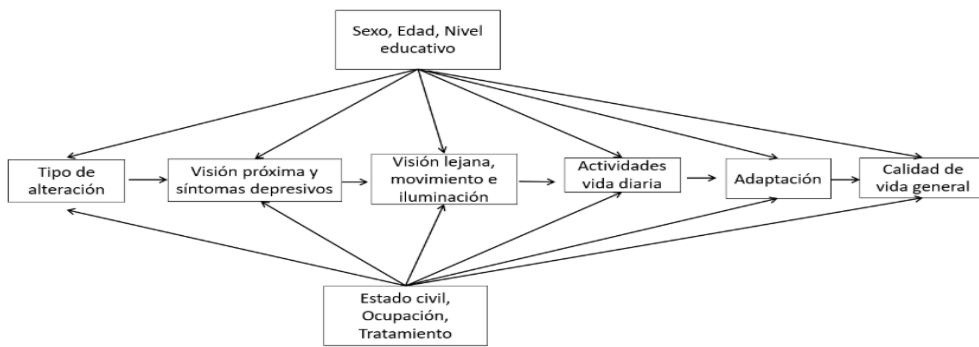 Sexo, Edad, Nivel
educativo
Tipo de
alteración
Visión próxima y
síntomas depresivos
Visión lejana,
movimiento e
iluminación
Actividades
vida diaria
Adaptación
Calidad de
vida general
Estado civil,
Ocupación,
Tratamiento